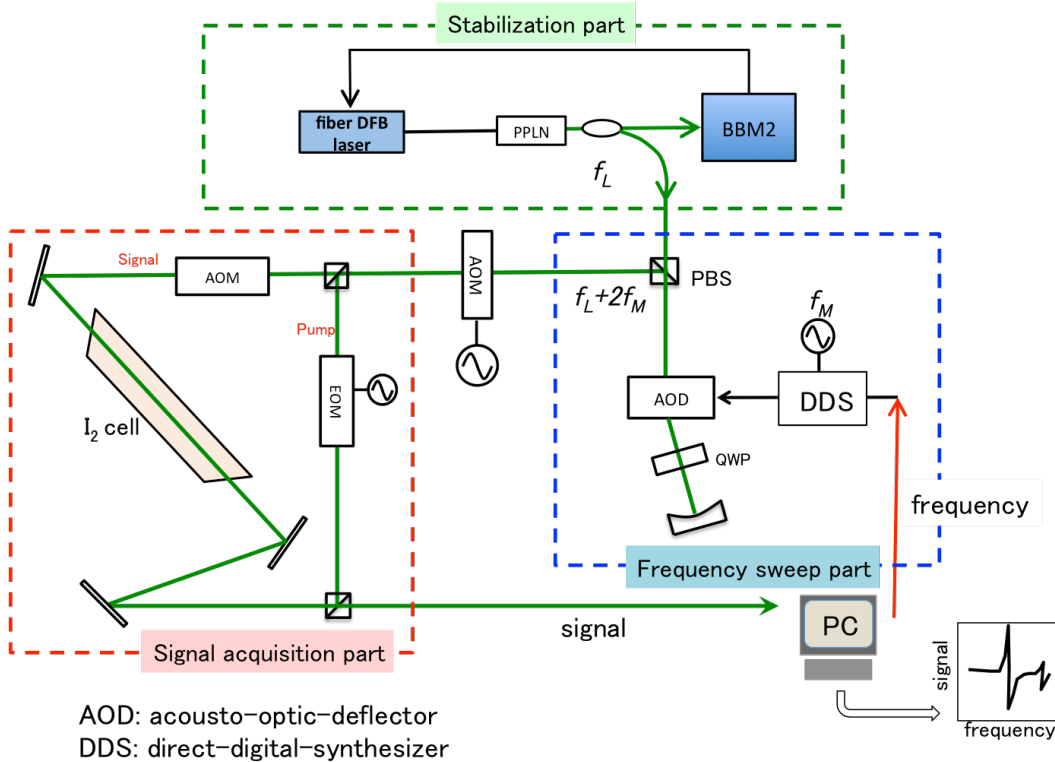 Stabilization part
fiber DFB
laser
PPLN
BBM2
f_L
Signal
AOM
AOM
PBS
f_L+2f_M
f_M
Pump
EOM
AOD
DDS
I₂ cell
QWP
frequency
Frequency sweep part
signal
PC
Signal acquisition part
signal
frequency
AOD: acousto-optic-deflector
DDS: direct-digital-synthesizer